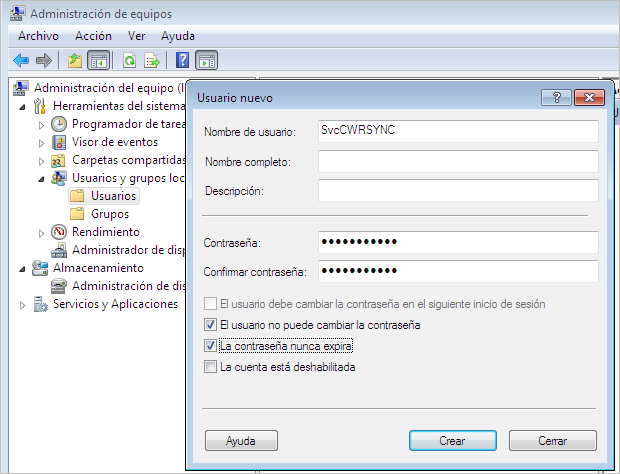 Administración de equipos
Archivo Acción Ver Ayuda
Administración del equipo (l
Herramientas del sistema
Programador de tarea
Visor de eventos
Carpetas compartidas
Usuarios y grupos loc
Usuarios
Grupos
Rendimiento
Administrador de disp
Almacenamiento
Administración de dis
Servicios y Aplicaciones
Usuario nuevo
Nombre de usuario: SvcCWRSYNC
Nombre completo:
Descripción:
Contraseña: ●●●●●●●●●●●
Confirmar contraseña: ●●●●●●●●●●●
El usuario debe cambiar la contraseña en el siguiente inicio de sesión
El usuario no puede cambiar la contraseña
La contraseña nunca expira
La cuenta está deshabilitada
Ayuda Crear Cerrar